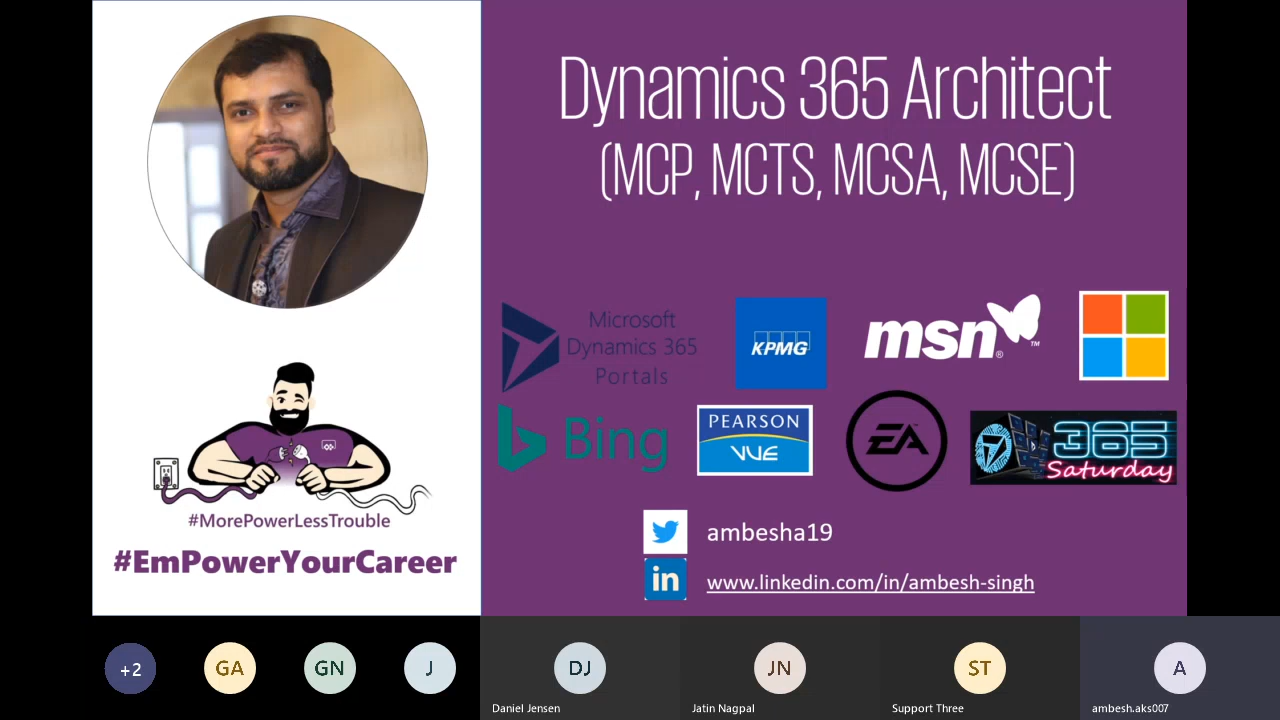 Dynamics 365 Architect
(MCP, MCTS, MCSA, MCSE)
Microsoft
Dynamics 365
Portals
KPMG
msn®
TM
Bing
PEARSON
VUE
EA
365
Saturday
#MorePowerLessTrouble
#EmPowerYourCareer
ambesha19
in
www.linkedin.com/in/ambesh-singh
+2
GA
GN
J
DJ
JN
ST
A
Daniel Jensen
Jatin Nagpal
Support Three
ambesh.aks007